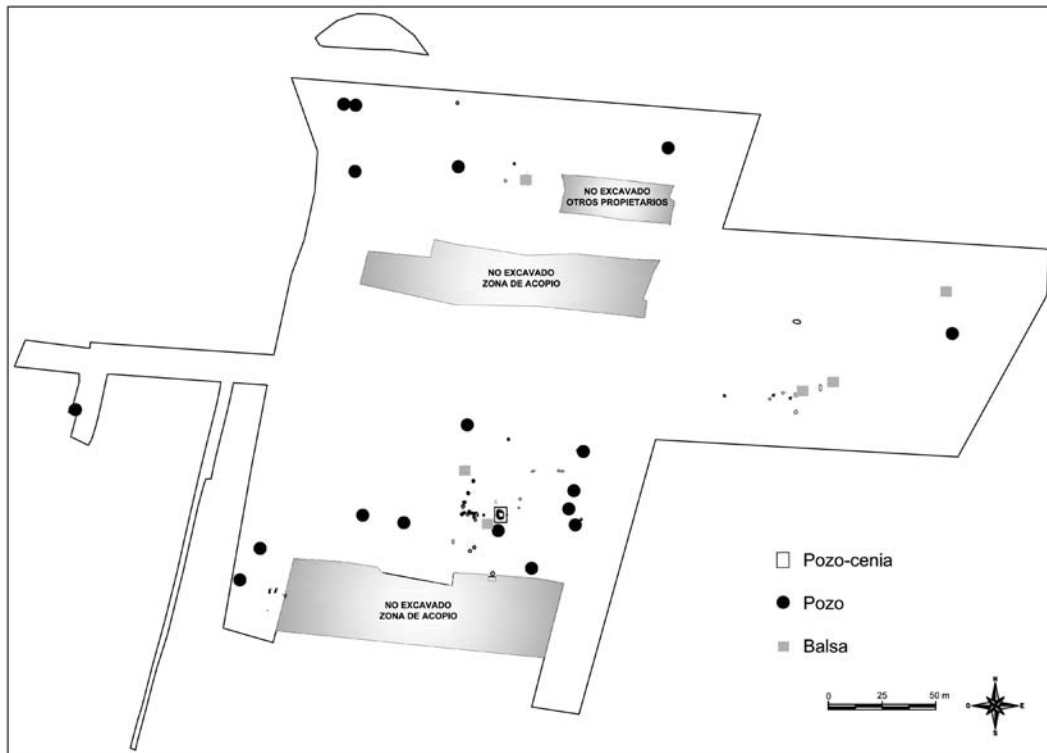 NO EXCAVADO
OTROS PROPIETARIOS
NO EXCAVADO
ZONA DE ACOPIO
NO EXCAVADO
ZONA DE ACOPIO
Pozo-cenia
Pozo
Balsa
0 25 50 m
N
O E
S